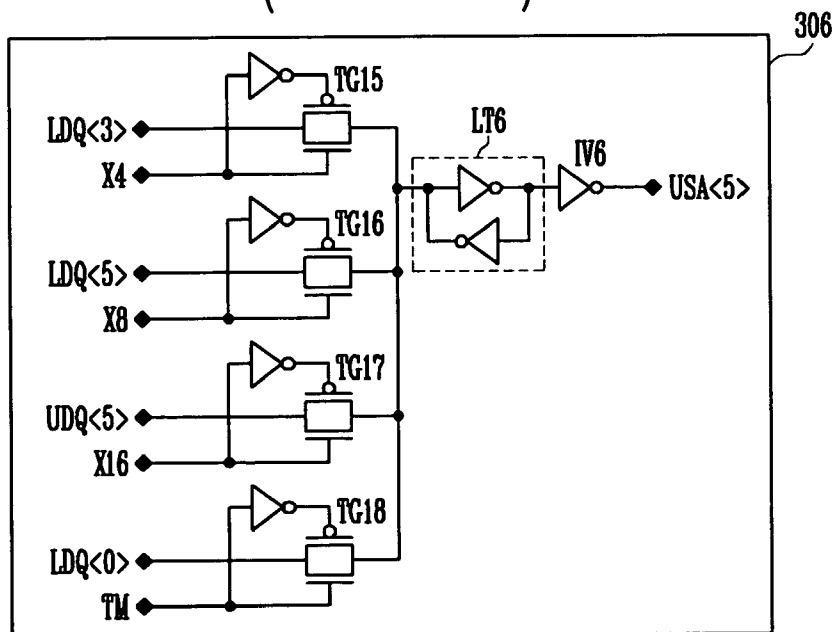 306
TG15
LDQ<3>
X4
LT6
IV6
USA<5>
TG16
LDQ<5>
X8
TG17
UDQ<5>
X16
TG18
LDQ<0>
TM